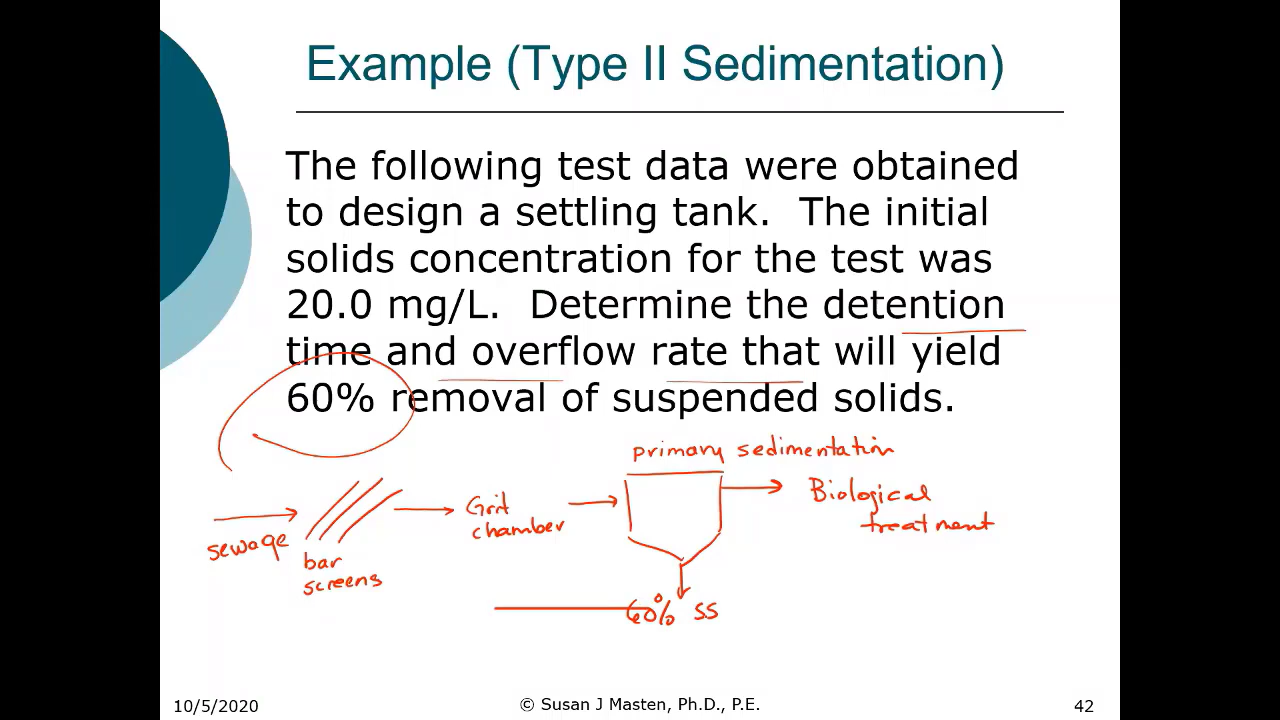 Example (Type II Sedimentation)
The following test data were obtained
to design a settling tank. The initial
solids concentration for the test was
20.0 mg/L. Determine the detention
time and overflow rate that will yield
60% removal of suspended solids.
primary sedimentation
sewage
bar
screens
Grit
chamber
Biological
treatment
60% SS
10/5/2020
© Susan J Masten, Ph.D., P.E.
42